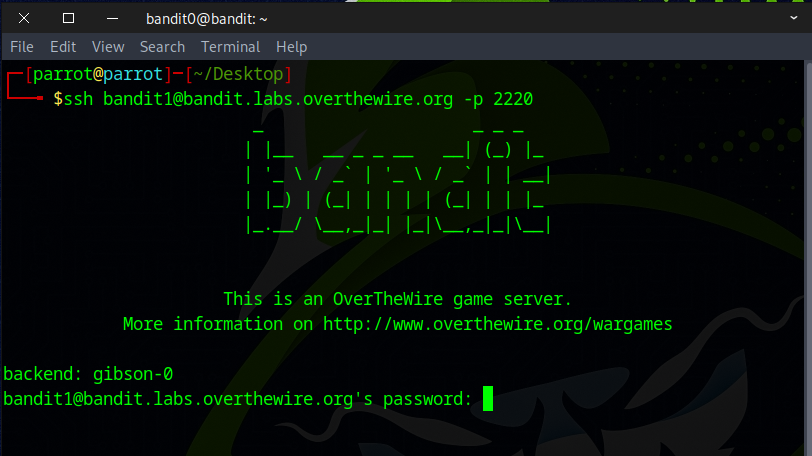 bandit0@bandit: ~
File Edit View Search Terminal Help
┌─[parrot@parrot]─[~/Desktop]
└──╼ $ssh bandit1@bandit.labs.overthewire.org -p 2220
                         _                     _ _ _
                        | |__   __ _ _ __   __| (_) |_
                        | '_ \ / _` | '_ \ / _` | | __|
                        | |_) | (_| | | | | (_| | | |_
                        |_.__/ \__,_|_| |_|\__,_|_|\__|
This is an OverTheWire game server.
More information on http://www.overthewire.org/wargames
backend: gibson-0
bandit1@bandit.labs.overthewire.org's password: